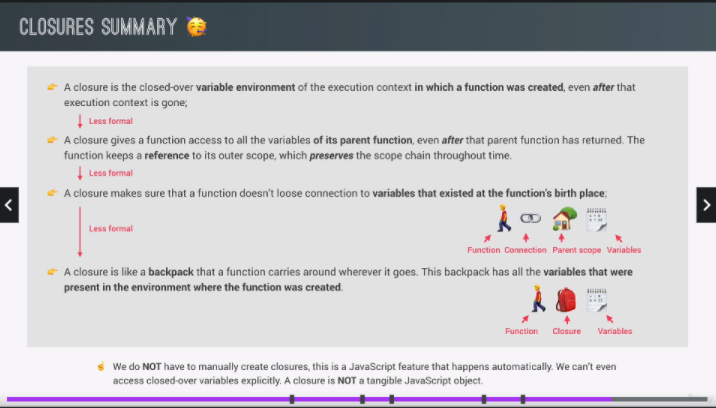 CLOSURES SUMMARY
A closure is the closed-over variable environment of the execution context in which a function was created, even after that
execution context is gone;
Less formal
A closure gives a function access to all the variables of its parent function, even after that parent function has returned. The
function keeps a reference to its outer scope, which preserves the scope chain throughout time.
Less formal
A closure makes sure that a function doesn't loose connection to variables that existed at the function's birth place;
Less formal
Function Connection Parent scope Variables
A closure is like a backpack that a function carries around wherever it goes. This backpack has all the variables that were
present in the environment where the function was created.
Function Closure Variables
We do NOT have to manually create closures, this is a JavaScript feature that happens automatically. We can't even
access closed-over variables explicitly. A closure is NOT a tangible JavaScript object.